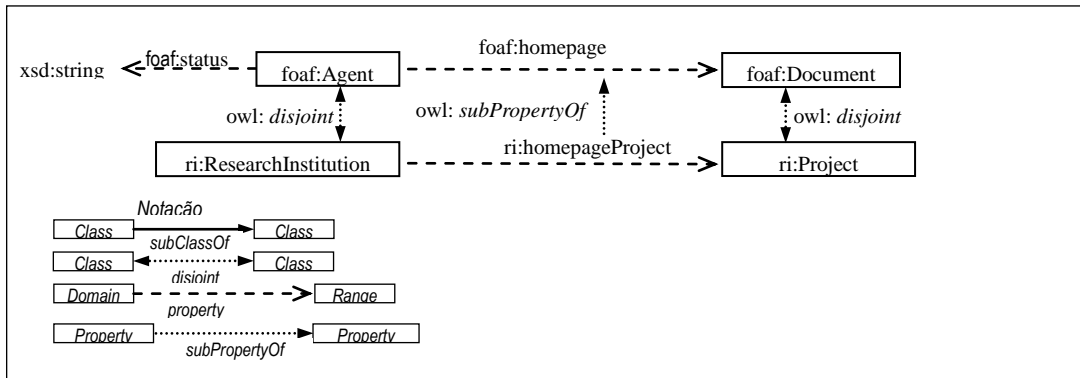 foaf:status
foaf:homepage
xsd:string
foaf:Agent
foaf:Document
owl: disjoint
owl: subPropertyOf
owl: disjoint
ri:homepageProject
ri:ResearchInstitution
ri:Project
Notação
Class
Class
subClassOf
Class
Class
disjoint
Domain
Range
property
Property
Property
subPropertyOf